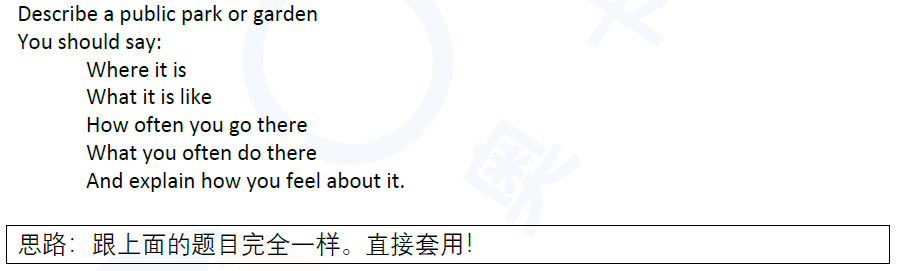 Describe a public park or garden
You should say:
Where it is
What it is like
How often you go there
What you often do there
And explain how you feel about it.
思路：跟上面的题目完全一样。直接套用！